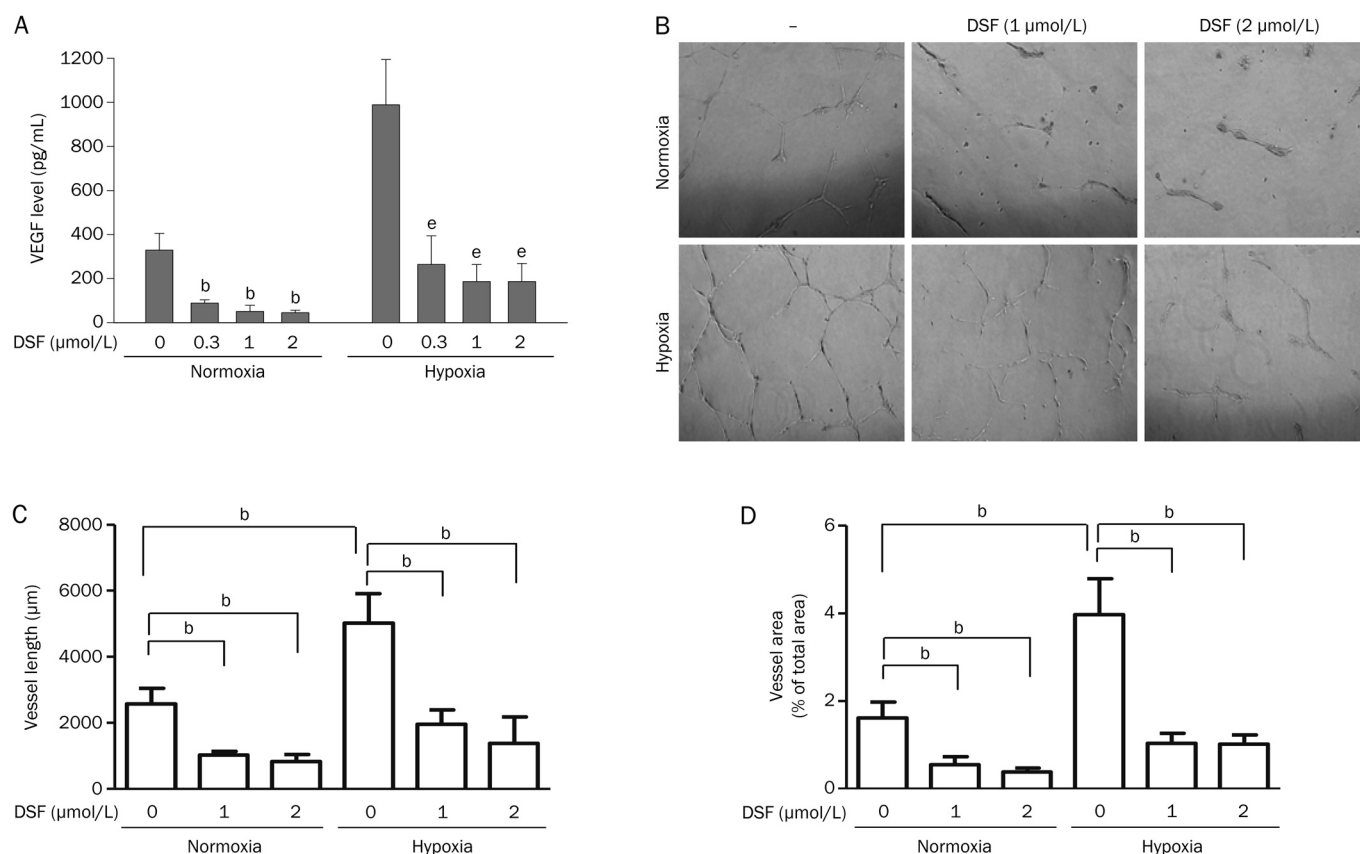 A
1200
1000
800
600
400
200
0
VEGF level (pg/mL)
b b b
e e e
DSF (μmol/L) 0 0.3 1 2 0 0.3 1 2
Normoxia Hypoxia
B
– DSF (1 μmol/L) DSF (2 μmol/L)
Normoxia
Hypoxia
C
8000
6000
4000
2000
0
Vessel length (μm)
b
b
b
b
b
b
DSF (μmol/L) 0 1 2 0 1 2
Normoxia Hypoxia
D
6
4
2
0
Vessel area
(% of total area)
b
b
b
b
b
DSF (μmol/L) 0 1 2 0 1 2
Normoxia Hypoxia